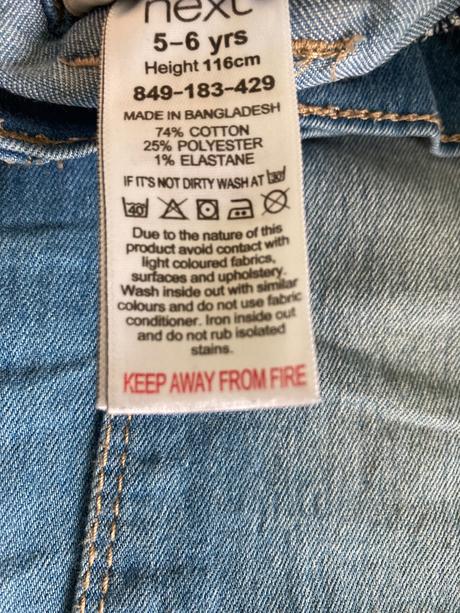 next
5-6 yrs
Height 116cm
849-183-429
MADE IN BANGLADESH
74% COTTON
25% POLYESTER
1% ELASTANE
IF IT'S NOT DIRTY WASH AT 30°
40°
Due to the nature of this
product avoid contact with
light coloured fabrics,
surfaces and upholstery.
Wash inside out with similar
colours and do not use fabric
conditioner. Iron inside out
and do not rub isolated
stains.
KEEP AWAY FROM FIRE